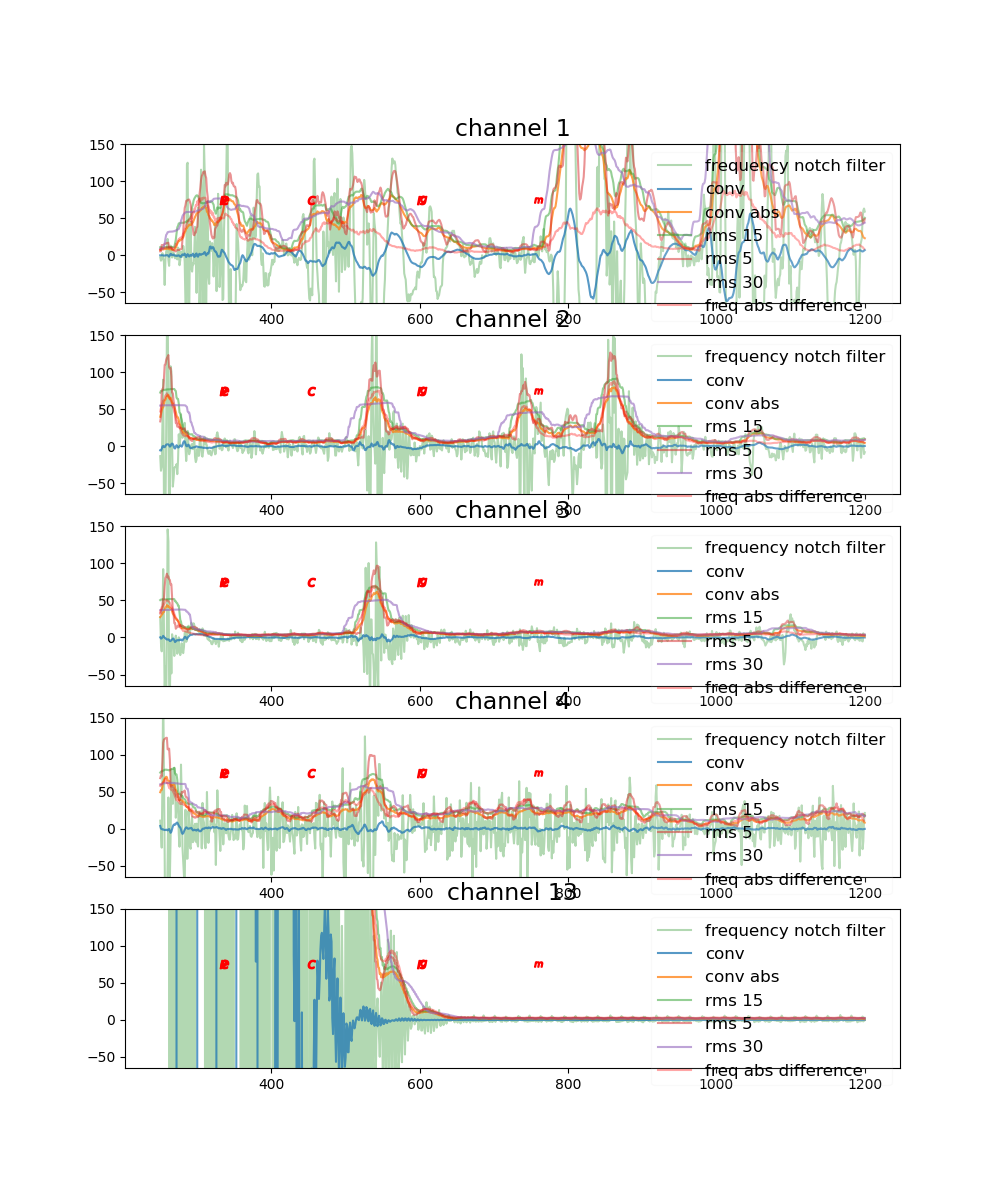 channel 1
150
100
50
0
−50
e c g m
frequency notch filter
conv
conv abs
rms 15
rms 5
rms 30
freq abs difference
400 600 800 1000 1200
channel 2
150
100
50
0
−50
e c g m
frequency notch filter
conv
conv abs
rms 15
rms 5
rms 30
freq abs difference
400 600 800 1000 1200
channel 3
150
100
50
0
−50
e c g m
frequency notch filter
conv
conv abs
rms 15
rms 5
rms 30
freq abs difference
400 600 800 1000 1200
channel 4
150
100
50
0
−50
e c g m
frequency notch filter
conv
conv abs
rms 15
rms 5
rms 30
freq abs difference
400 600 800 1000 1200
channel 13
150
100
50
0
−50
e c g m
frequency notch filter
conv
conv abs
rms 15
rms 5
rms 30
freq abs difference
400 600 800 1000 1200